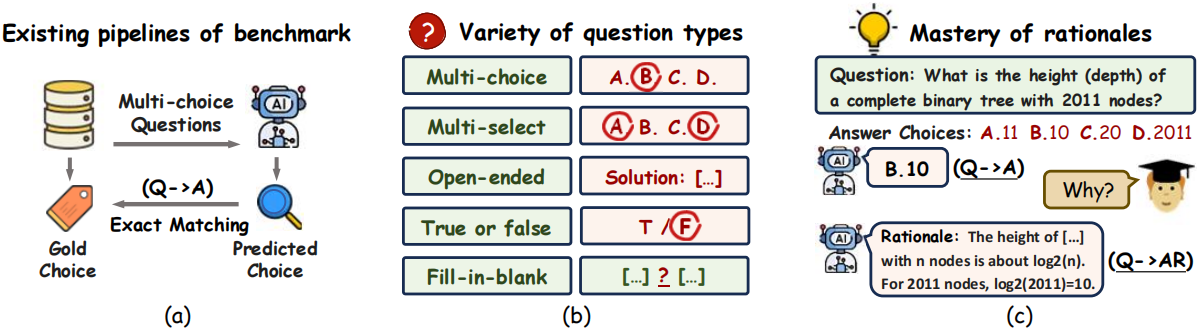 Existing pipelines of benchmark
Multi-choice
Questions
AI
(Q->A)
Exact Matching
Gold
Choice
Predicted
Choice
(a)
? Variety of question types
Multi-choice A. B C. D.
Multi-select A B. C. D
Open-ended Solution: […]
True or false T / F
Fill-in-blank […] ? […]
(b)
Mastery of rationales
Question: What is the height (depth) of
a complete binary tree with 2011 nodes?
Answer Choices: A.11 B.10 C.20 D.2011
AI
B.10 (Q->A)
Why?
AI
Rationale: The height of […]
with n nodes is about log2(n).
For 2011 nodes, log2(2011)=10.
(Q->AR)
(c)